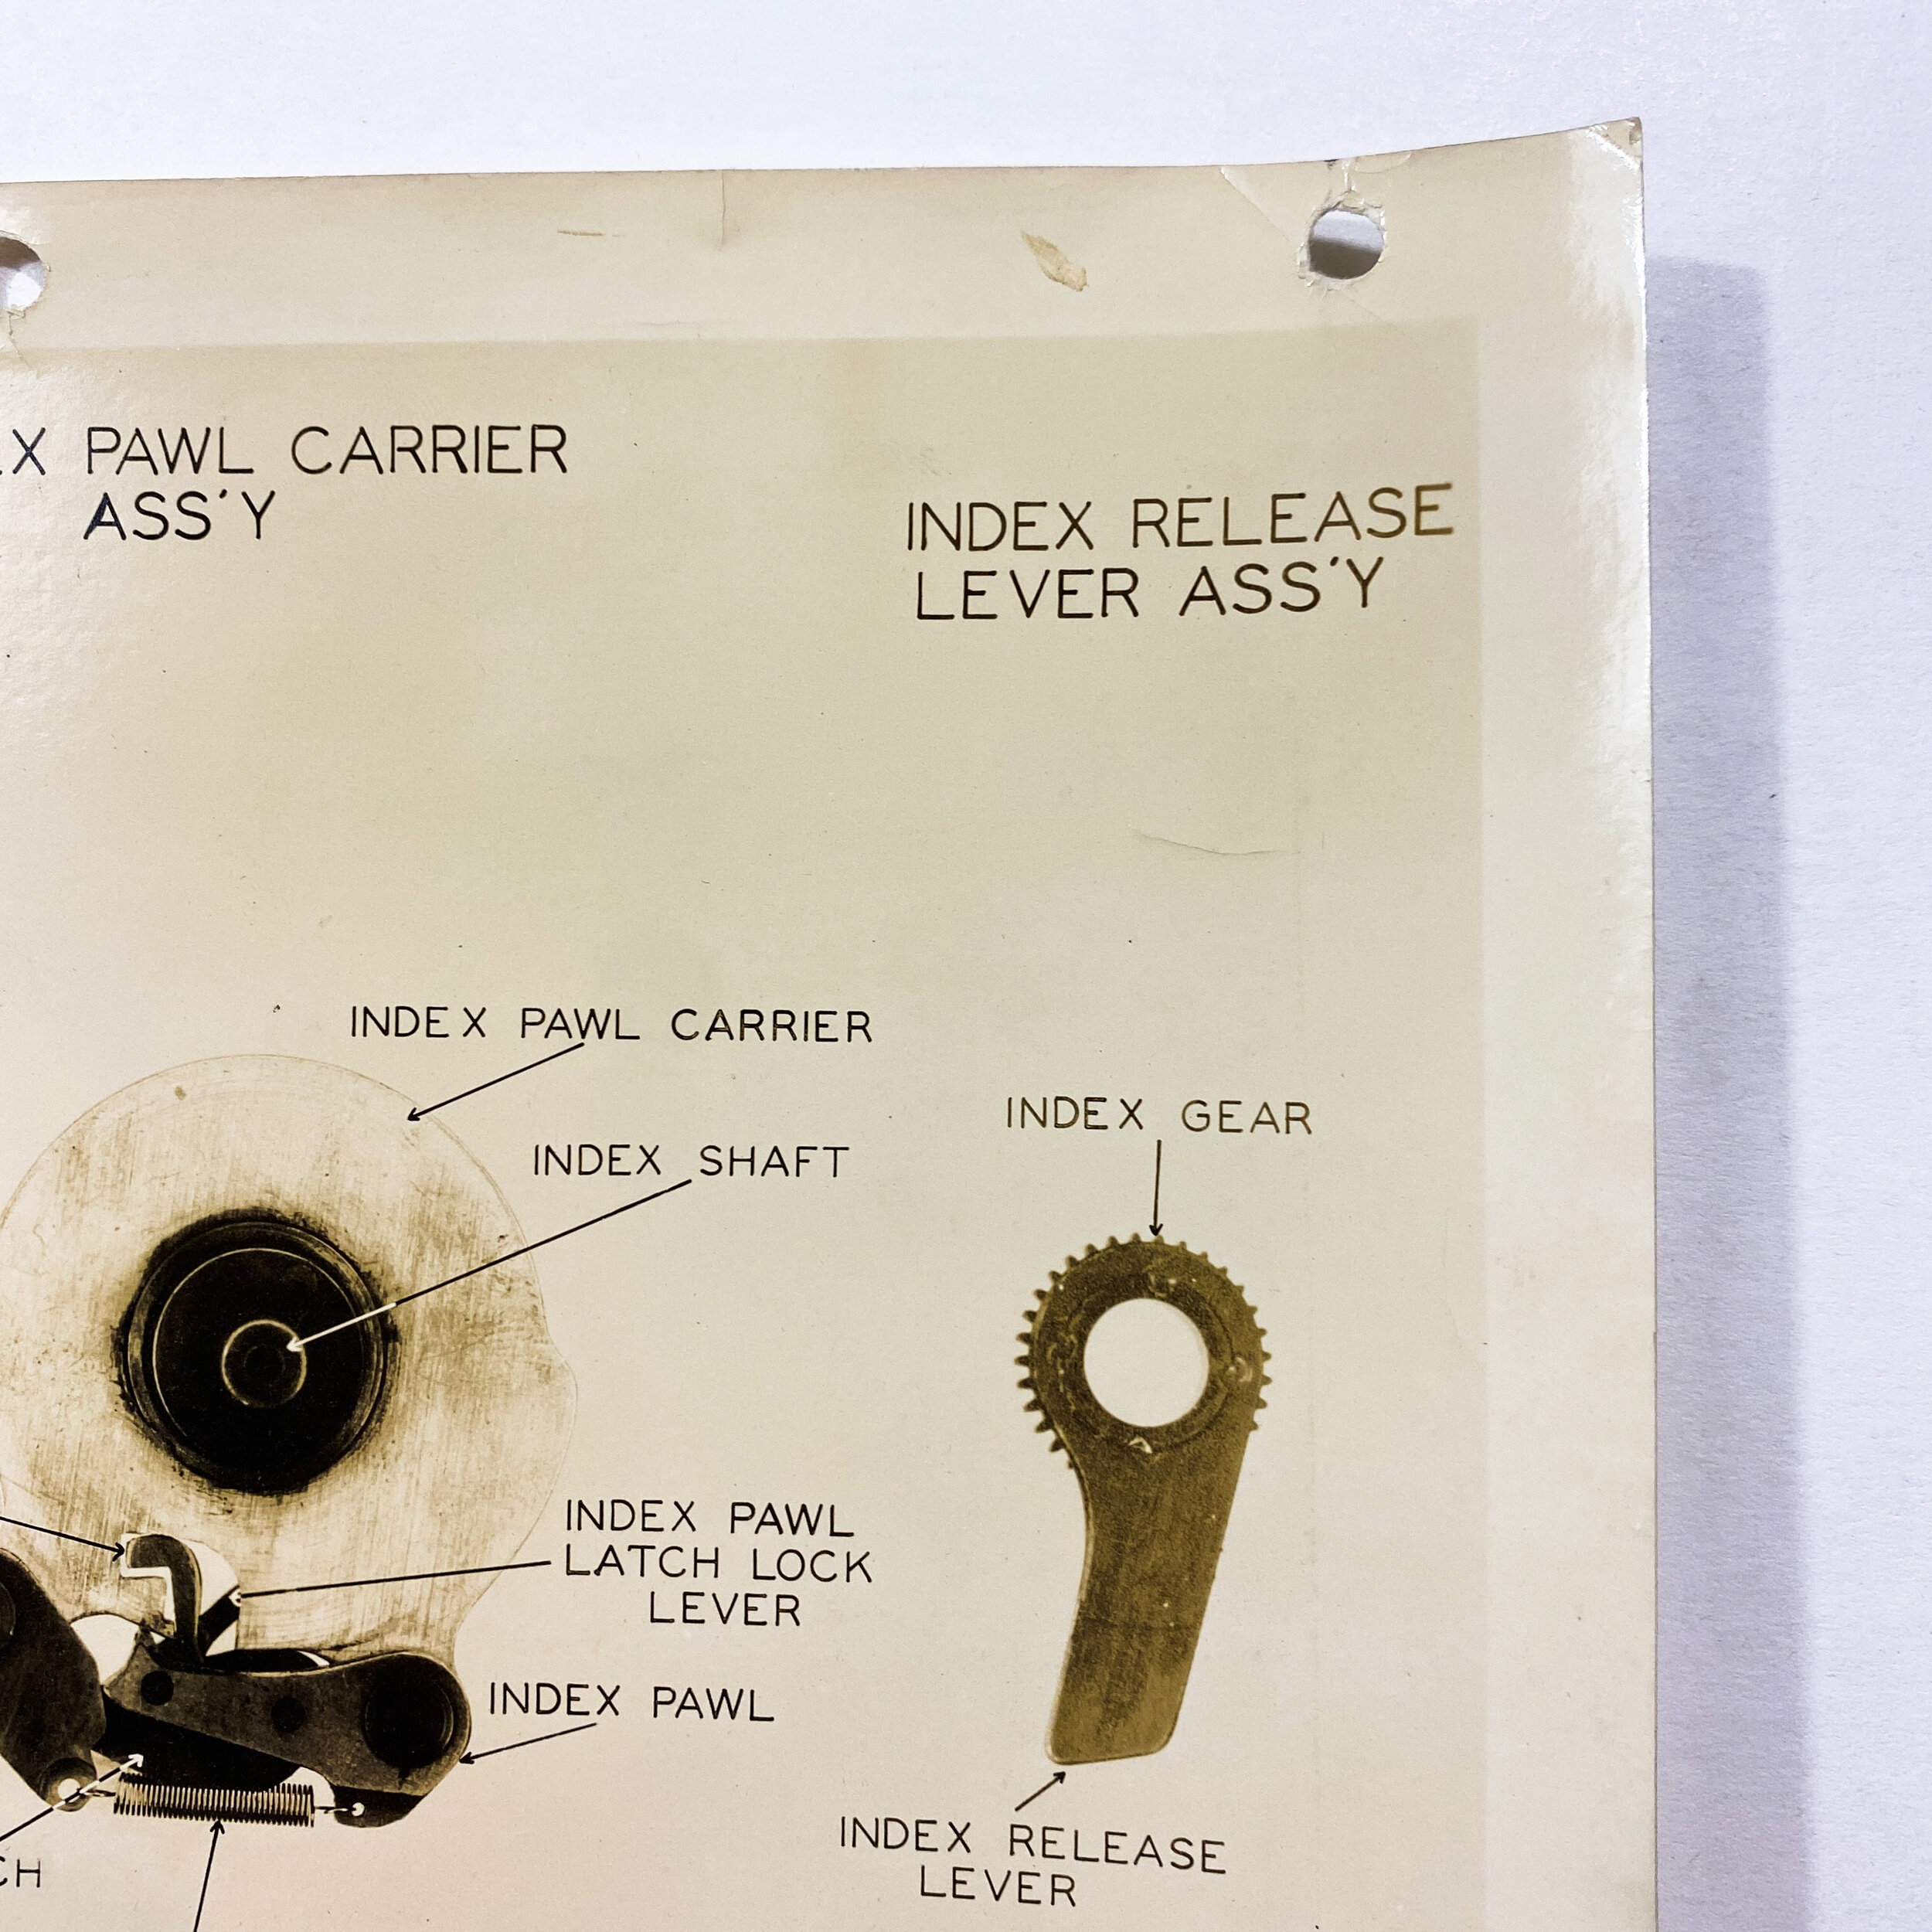 X PAWL CARRIER
ASS'Y
INDEX RELEASE
LEVER ASS'Y
INDEX PAWL CARRIER
INDEX SHAFT
INDEX GEAR
INDEX PAWL
LATCH LOCK
LEVER
INDEX PAWL
INDEX RELEASE
LEVER
CH